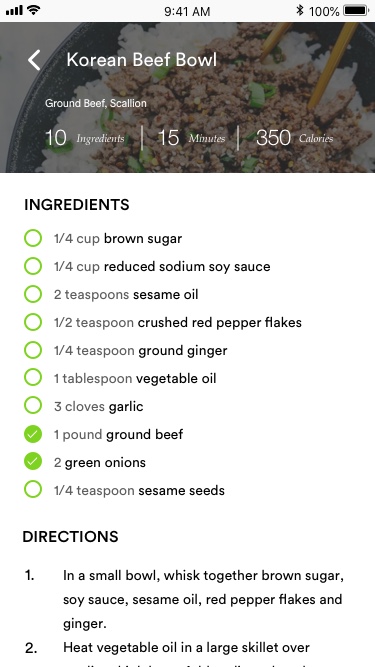 9:41 AM 100%
Korean Beef Bowl
Ground Beef, Scallion
10 Ingredients 15 Minutes 350 Calories
INGREDIENTS
1/4 cup brown sugar
1/4 cup reduced sodium soy sauce
2 teaspoons sesame oil
1/2 teaspoon crushed red pepper flakes
1/4 teaspoon ground ginger
1 tablespoon vegetable oil
3 cloves garlic
1 pound ground beef
2 green onions
1/4 teaspoon sesame seeds
DIRECTIONS
1. In a small bowl, whisk together brown sugar,
soy sauce, sesame oil, red pepper flakes and
ginger.
2. Heat vegetable oil in a large skillet over